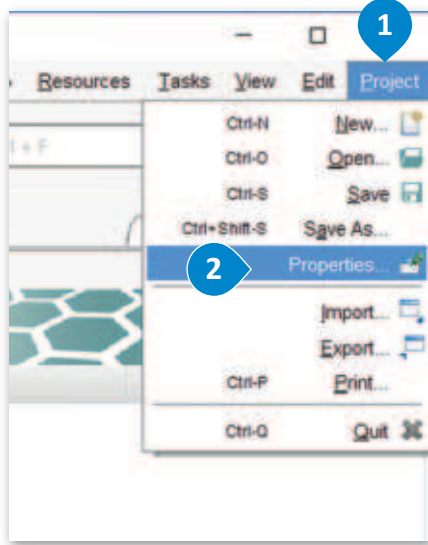 1
Resources Tasks View Edit Project
Ctrl-N New...
t + F
Ctrl-O Open...
Ctrl-S Save
Ctrl+Shift-S Save As...
2 Properties...
Import...
Export...
Ctrl-P Print...
Ctrl-Q Quit